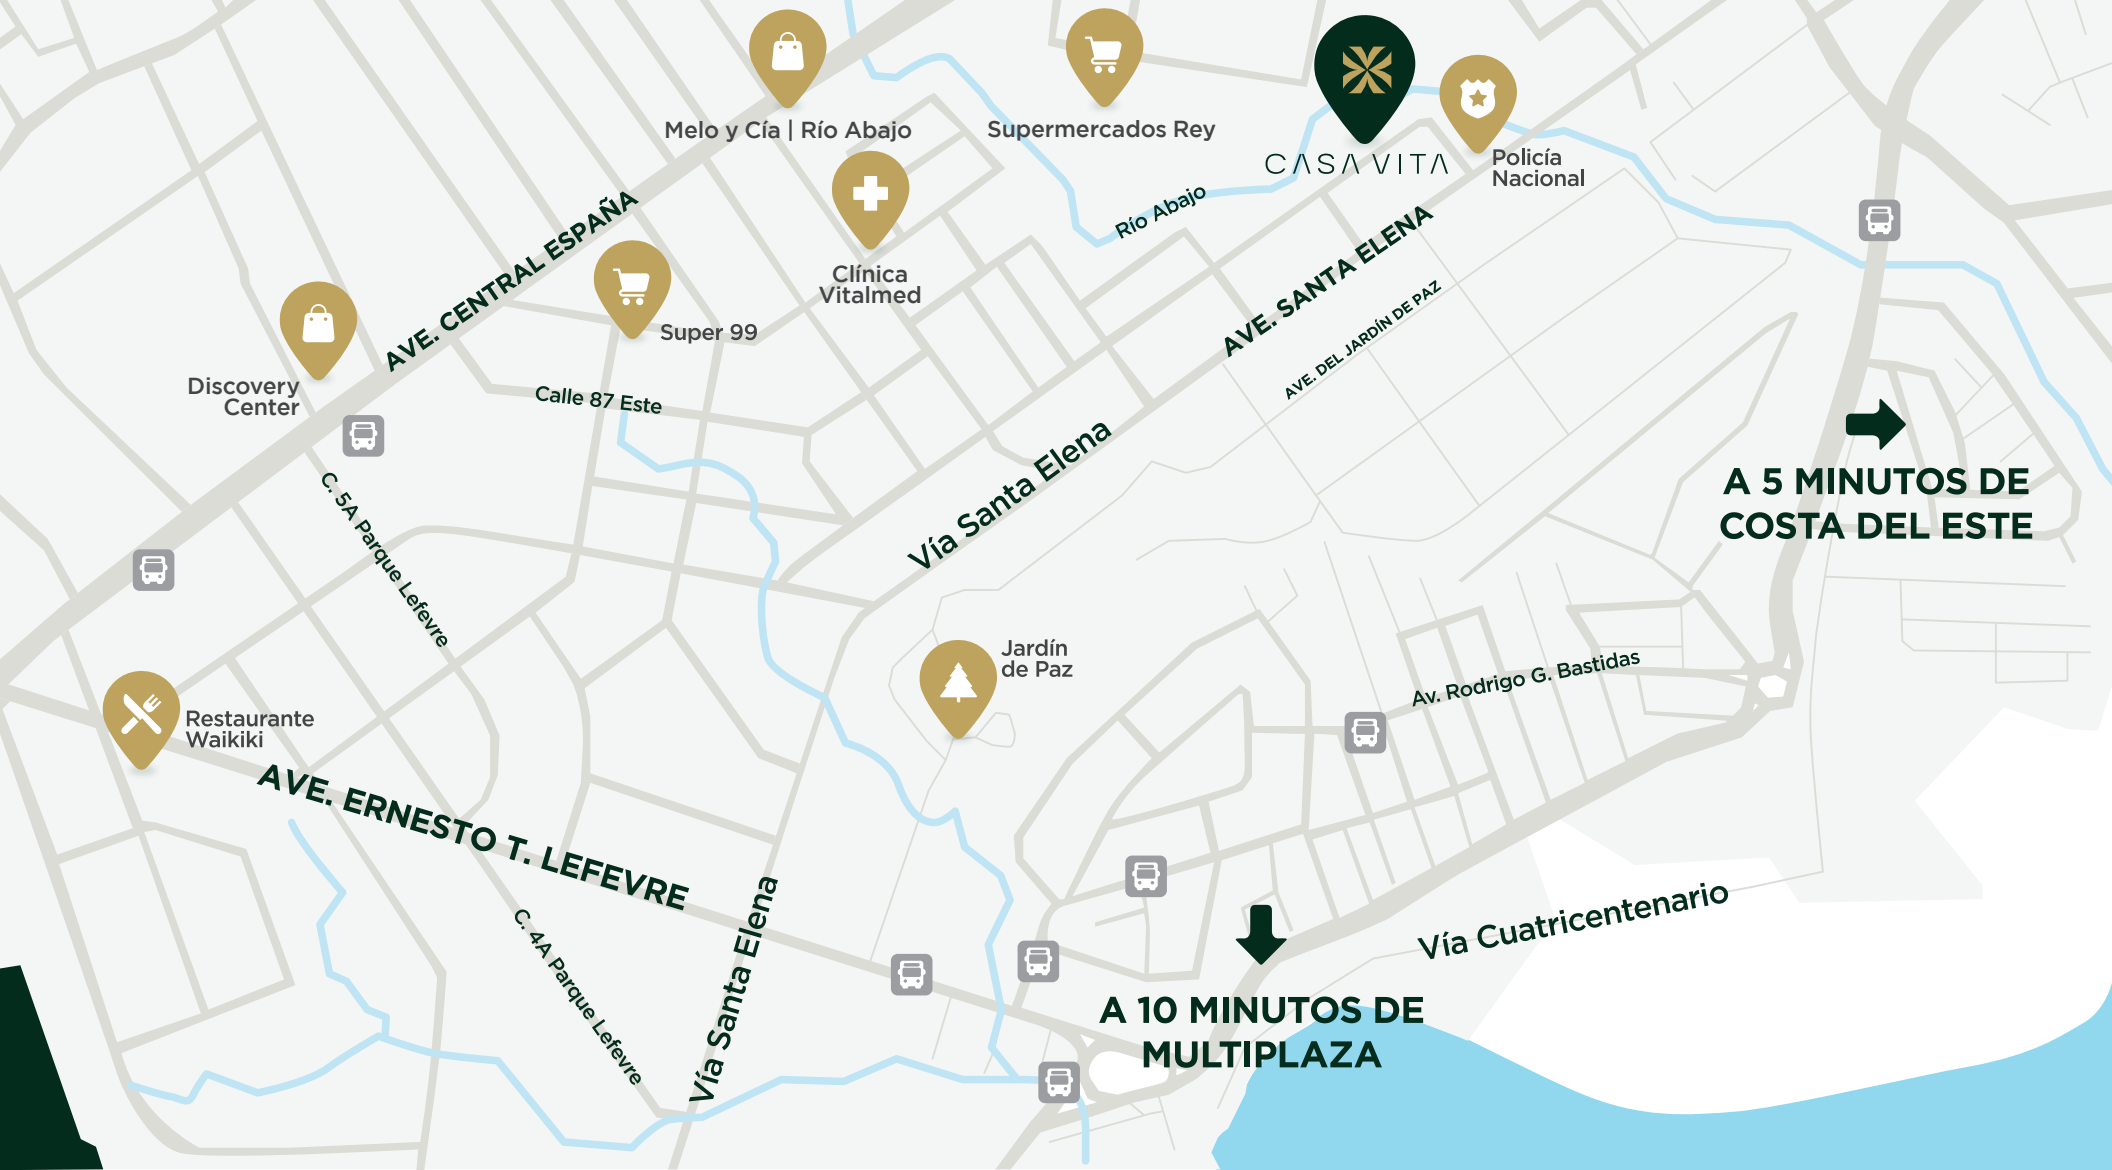 Melo y Cía | Río Abajo
Supermercados Rey
CASA VITA
Policía
Nacional
Río Abajo
AVE. CENTRAL ESPAÑA
AVE. SANTA ELENA
Clínica
Vitalmed
AVE. DEL JARDÍN DE PAZ
Super 99
Discovery
Center
Calle 87 Este
Vía Santa Elena
C. 5A Parque Lefevre
A 5 MINUTOS DE
COSTA DEL ESTE
Jardín
de Paz
Av. Rodrigo G. Bastidas
Restaurante
Waikiki
AVE. ERNESTO T. LEFEVRE
Vía Santa Elena
C. 4A Parque Lefevre
Vía Cuatricentenario
A 10 MINUTOS DE
MULTIPLAZA